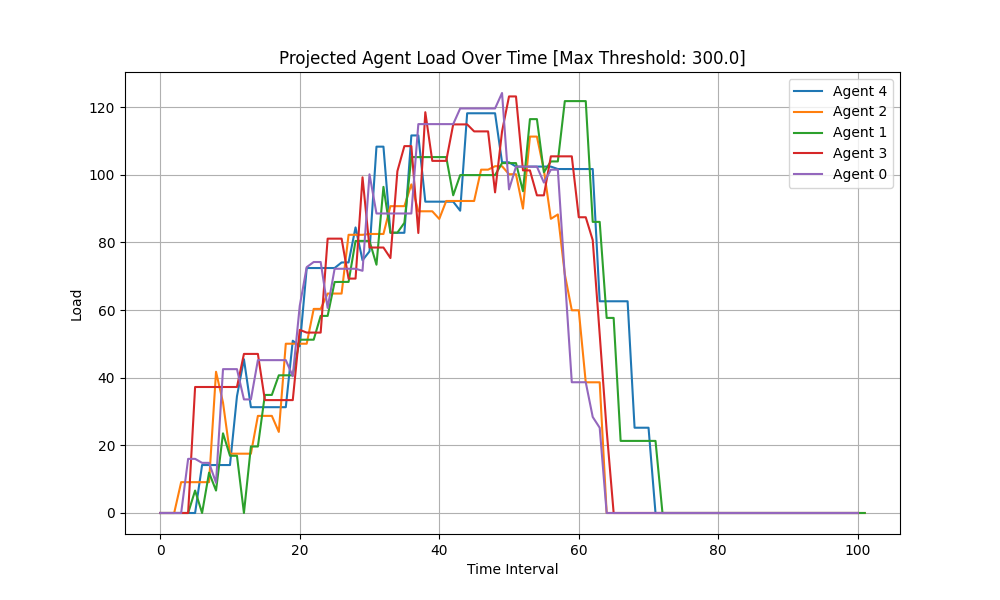 Projected Agent Load Over Time [Max Threshold: 300.0]
Agent 4
Agent 2
Agent 1
Agent 3
Agent 0
Load
120
100
80
60
40
20
0
0 20 40 60 80 100
Time Interval